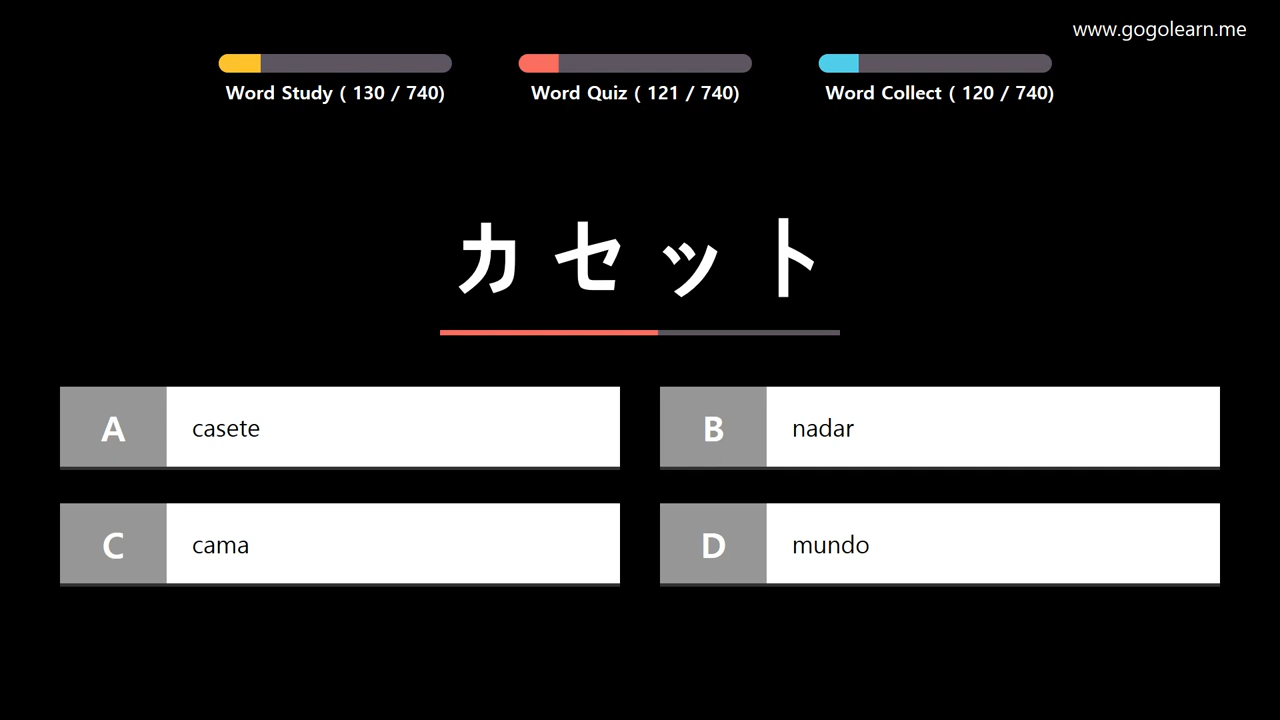 www.gogolearn.me
Word Study ( 130 / 740)
Word Quiz ( 121 / 740)
Word Collect ( 120 / 740)
カセット
A casete
B nadar
C cama
D mundo